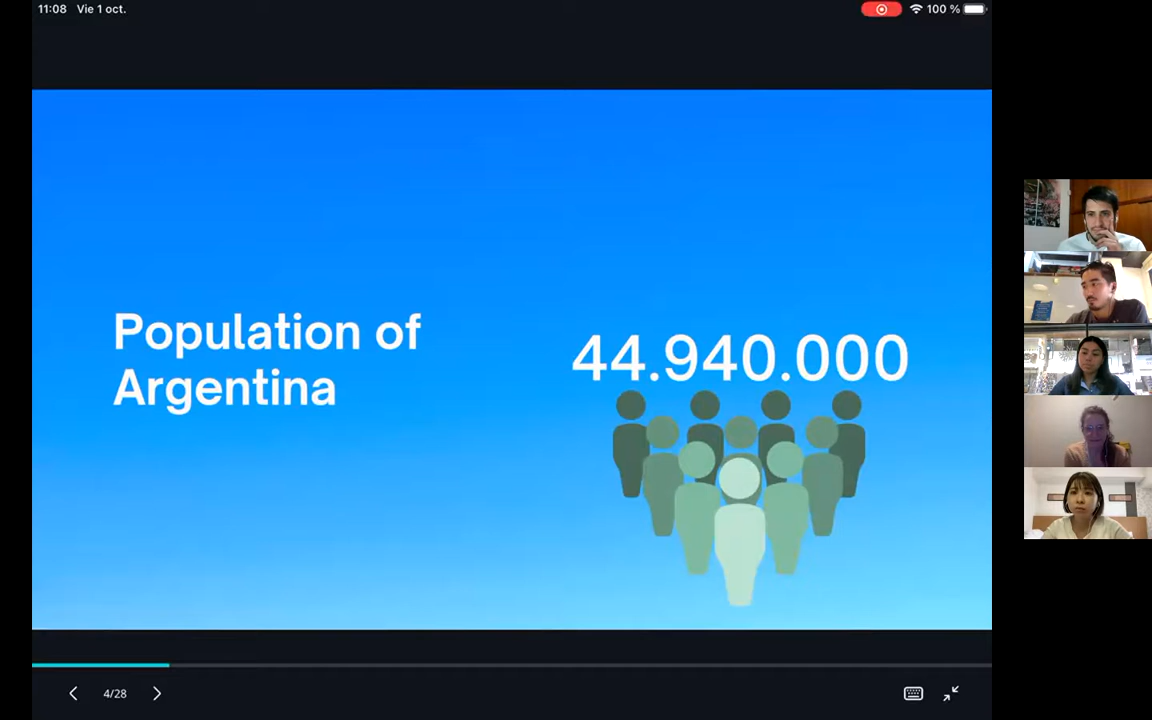 11:08 Vie 1 oct.
100 %
Population of
Argentina
44.940.000
4/28